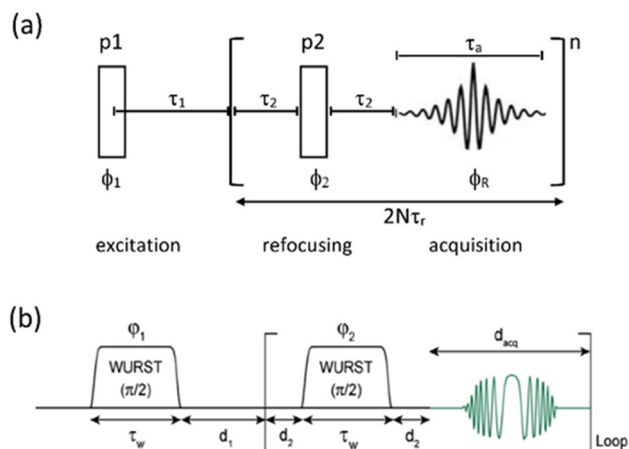 (a)
p1 p2 τa n
τ1 τ2 τ2
ϕ1 ϕ2 ϕR
2Nτr
excitation refocusing acquisition
(b)
φ1 φ2 dacq
WURST WURST
(π/2) (π/2)
τw d1 d2 τw d2 Loop